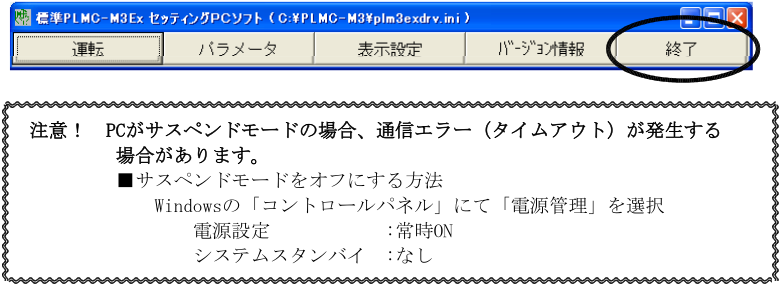 標準PLMC-M3Ex セッティングPCソフト ( C:¥PLMC-M3¥plm3exdrv.ini )
運転 パラメータ 表示設定 バージョン情報 終了
注意！ PCがサスペンドモードの場合、通信エラー（タイムアウト）が発生する
場合があります。
■サスペンドモードをオフにする方法
Windowsの「コントロールパネル」にて「電源管理」を選択
電源設定 :常時ON
システムスタンバイ :なし